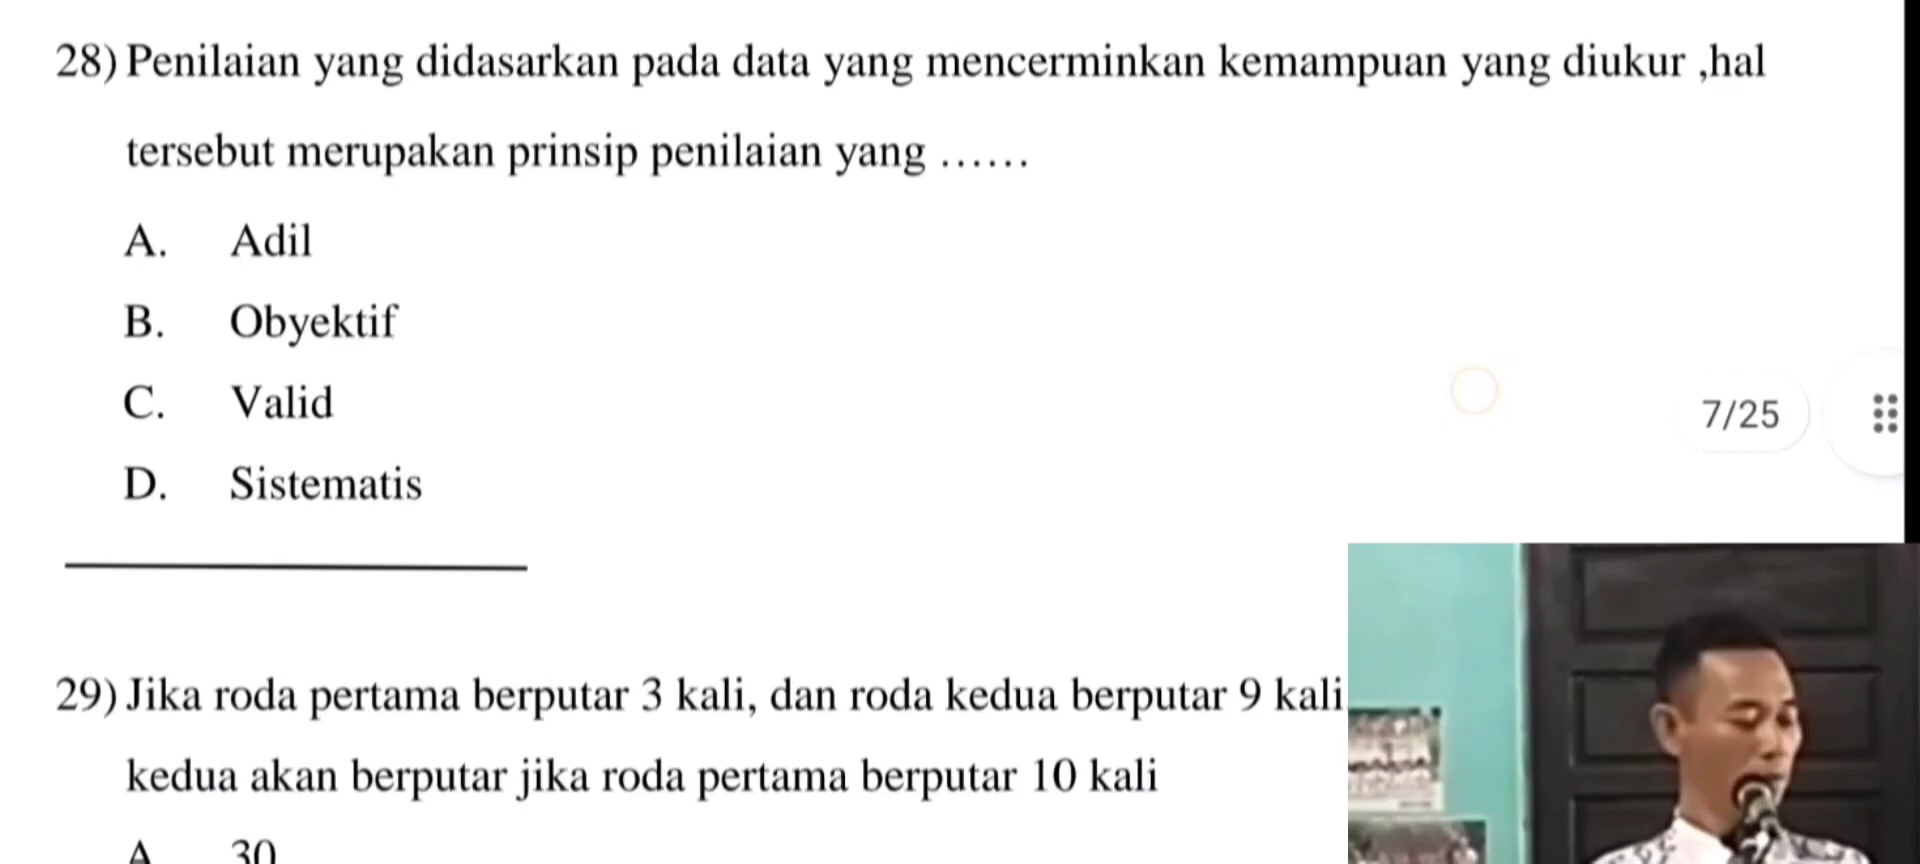 28) Penilaian yang didasarkan pada data yang mencerminkan kemampuan yang diukur ,hal
tersebut merupakan prinsip penilaian yang ……
A. Adil
B. Obyektif
C. Valid
D. Sistematis
7/25
29) Jika roda pertama berputar 3 kali, dan roda kedua berputar 9 kali
kedua akan berputar jika roda pertama berputar 10 kali
A 30